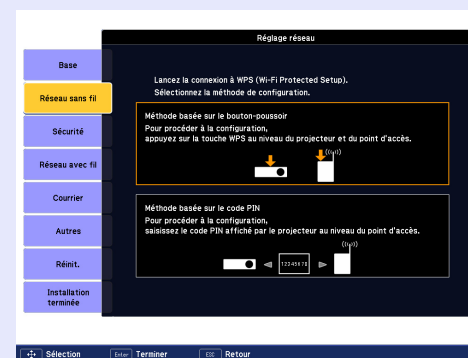 Réglage réseau
Base
Réseau sans fil
Sécurité
Réseau avec fil
Courrier
Autres
Réinit.
Installation
terminée
Lancez la connexion à WPS (Wi-Fi Protected Setup).
Sélectionnez la méthode de configuration.
Méthode basée sur le bouton-poussoir
Pour procéder à la configuration,
appuyez sur la touche WPS au niveau du projecteur et du point d'accès.
Méthode basée sur le code PIN
Pour procéder à la configuration,
saisissez le code PIN affiché par le projecteur au niveau du point d'accès.
12345678
Sélection Enter Terminer ESC Retour